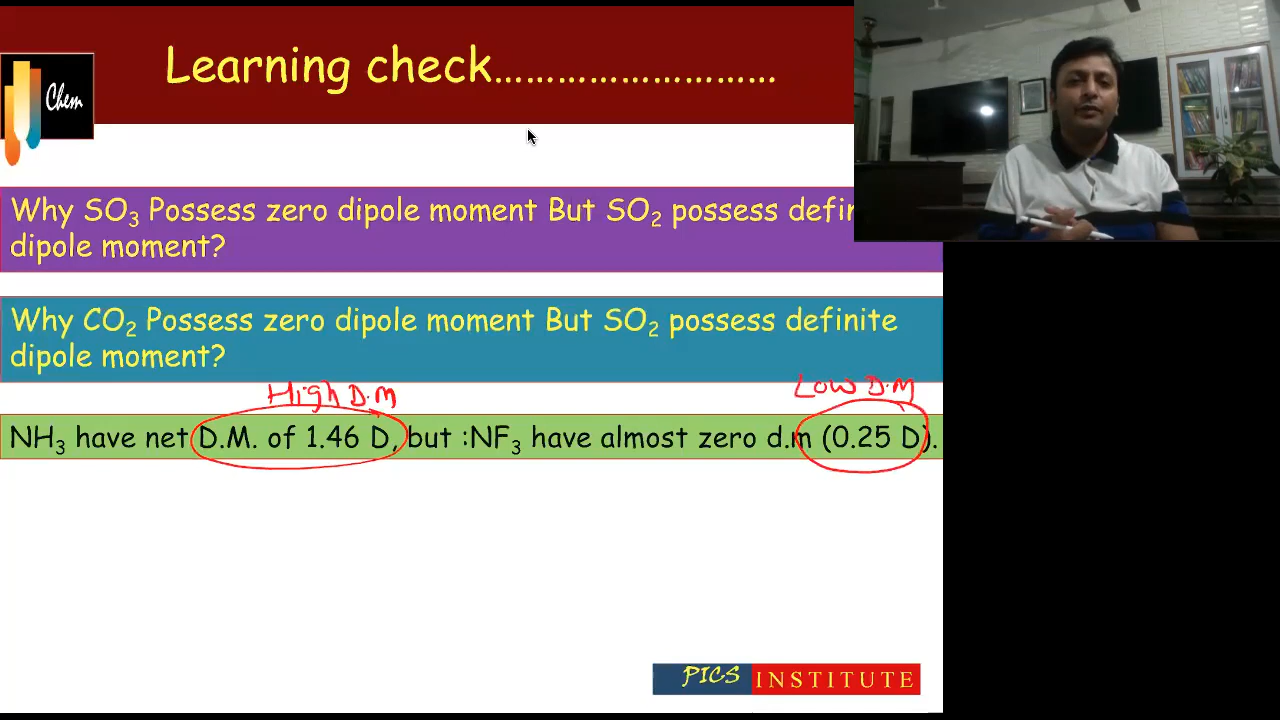 Learning check...........................
Chem
Why SO₃ Possess zero dipole moment But SO₂ possess
dipole moment?
Why CO₂ Possess zero dipole moment But SO₂ possess definite
dipole moment?
High D.M
Low D.M
NH₃ have net D.M. of 1.46 D, but :NF₃ have almost zero d.m (0.25 D).
PICS INSTITUTE